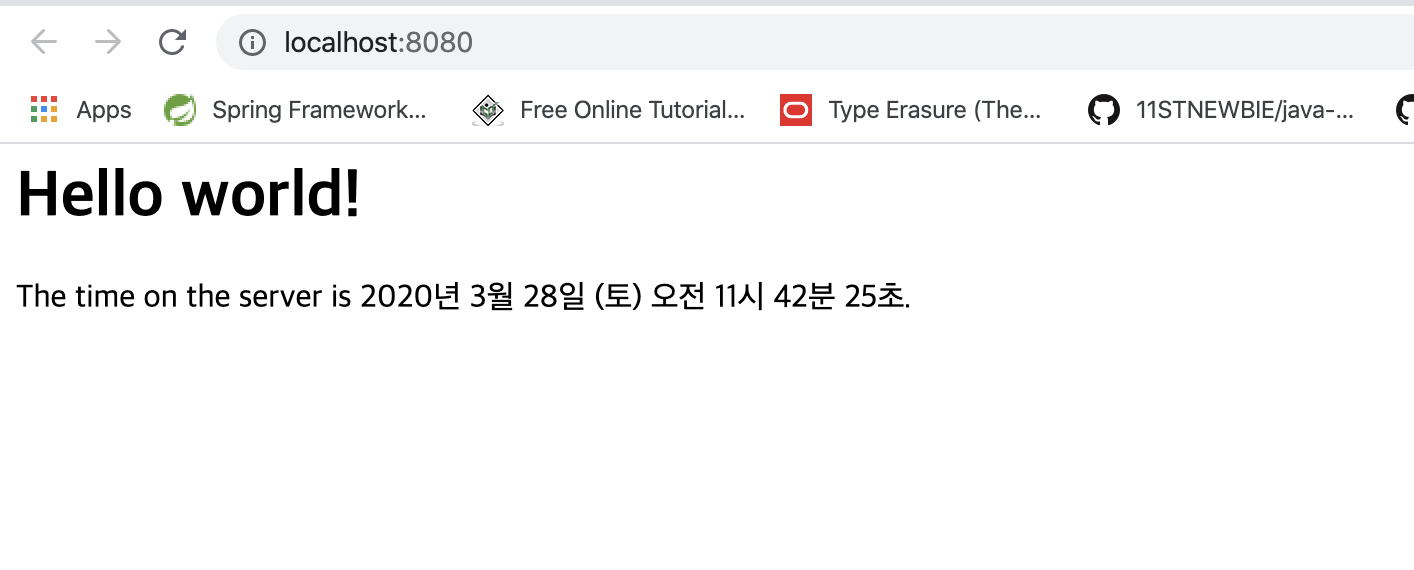 localhost:8080
Apps Spring Framework... Free Online Tutorial... Type Erasure (The... 11STNEWBIE/java-...
Hello world!
The time on the server is 2020년 3월 28일 (토) 오전 11시 42분 25초.